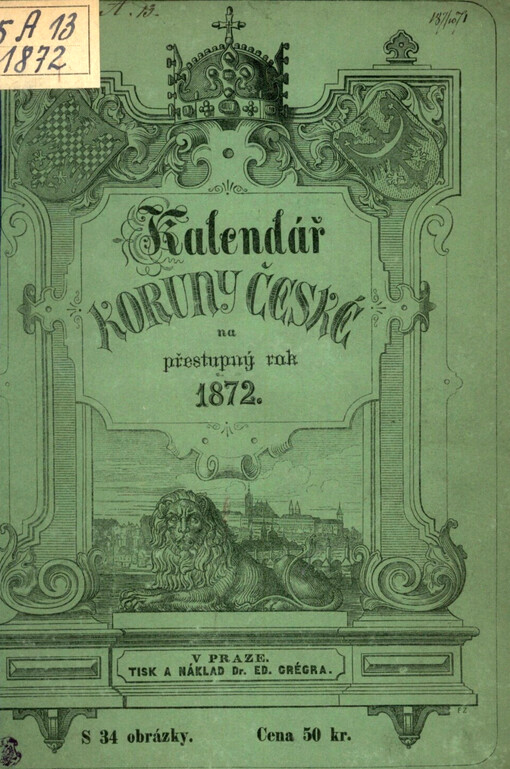 5 A 13
1872
A. 13.
Kalendář
KORUNY ČESKÉ
na
přestupný rok
1872.
V PRAZE.
TISK A NÁKLAD Dr. ED. GRÉGRA.
S 34 obrázky. Cena 50 kr.